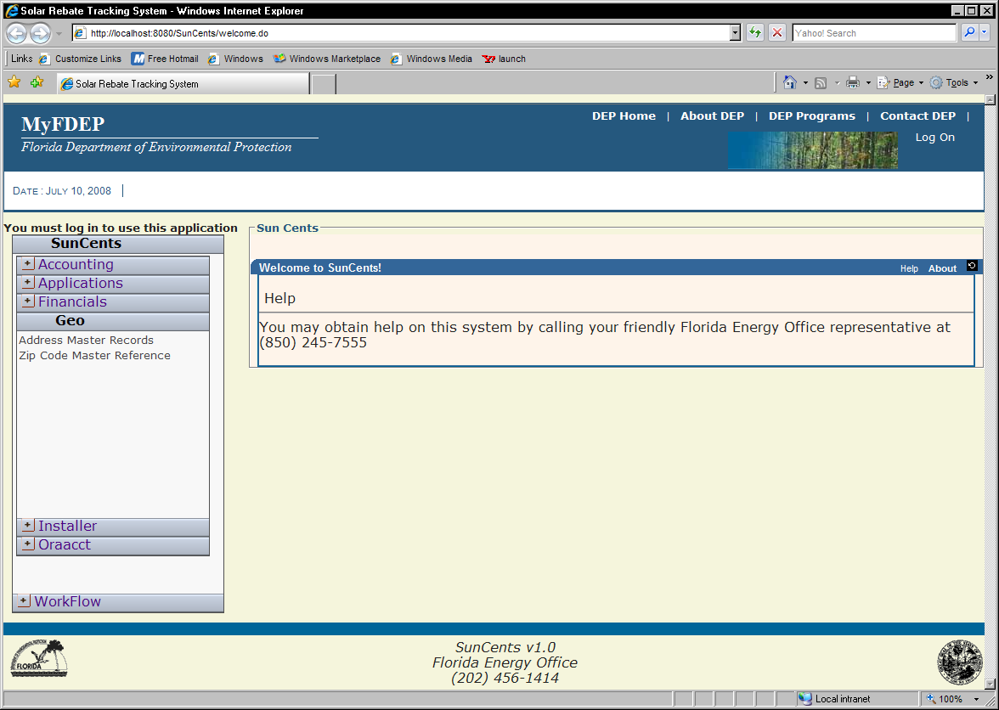 Solar Rebate Tracking System - Windows Internet Explorer
http://localhost:8080/SunCents/welcome.do
Yahoo! Search
Links Customize Links Free Hotmail Windows Windows Marketplace Windows Media launch
Solar Rebate Tracking System
Page Tools
DEP Home | About DEP | DEP Programs | Contact DEP |
MyFDEP
Florida Department of Environmental Protection
Log On
DATE : JULY 10, 2008
You must log in to use this application
SunCents
Accounting
Applications
Financials
Geo
Address Master Records
Zip Code Master Reference
Installer
Oraacct
WorkFlow
Sun Cents
Welcome to SunCents!
Help About
Help
You may obtain help on this system by calling your friendly Florida Energy Office representative at
(850) 245-7555
FLORIDA
SunCents v1.0
Florida Energy Office
(202) 456-1414
Local intranet
100%